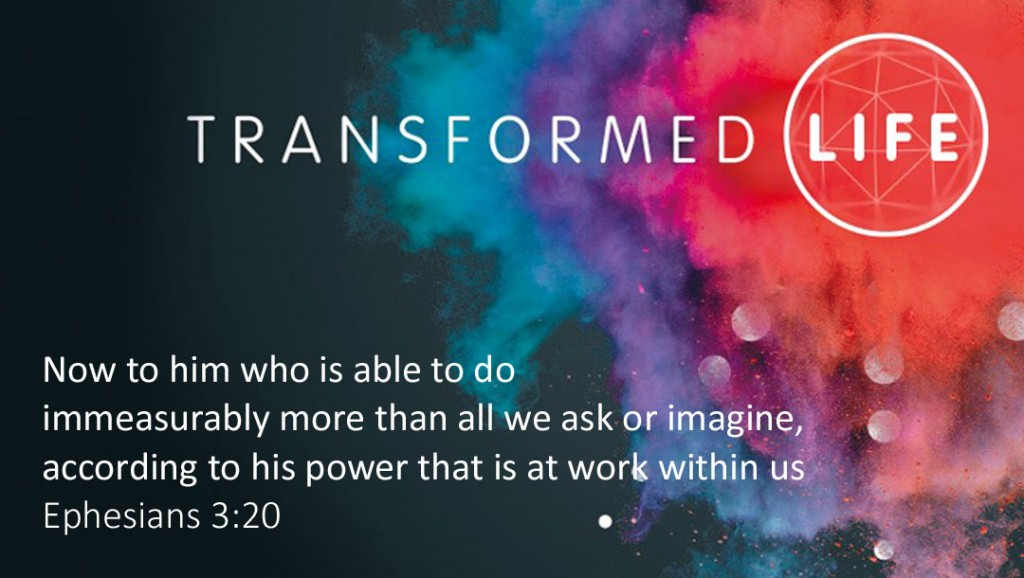 TRANSFORMED LIFE
Now to him who is able to do
immeasurably more than all we ask or imagine,
according to his power that is at work within us
Ephesians 3:20